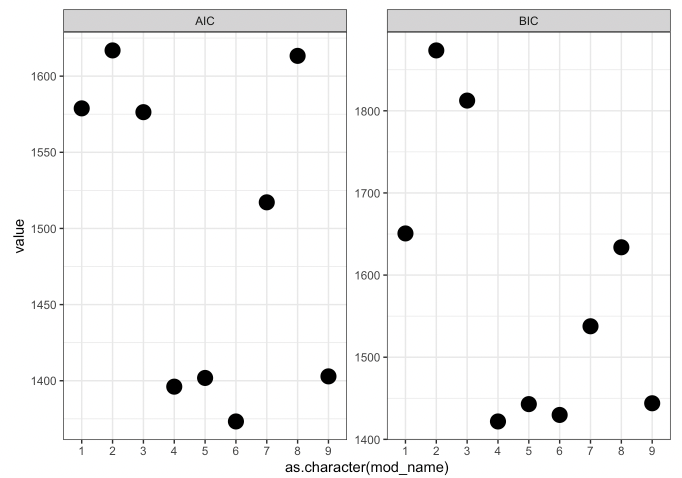 AIC
BIC
value
1600
1550
1500
1450
1400
1800
1700
1600
1500
1400
1 2 3 4 5 6 7 8 9
1 2 3 4 5 6 7 8 9
as.character(mod_name)